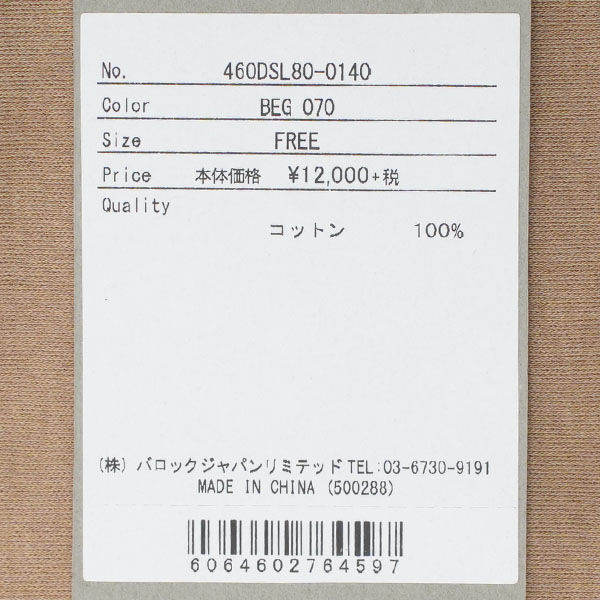 No. 460DSL80-0140
Color BEG 070
Size FREE
Price 本体価格 ¥12,000+税
Quality
コットン 100%
(株) バロックジャパンリミテッド TEL:03-6730-9191
MADE IN CHINA (500288)
6064602764597